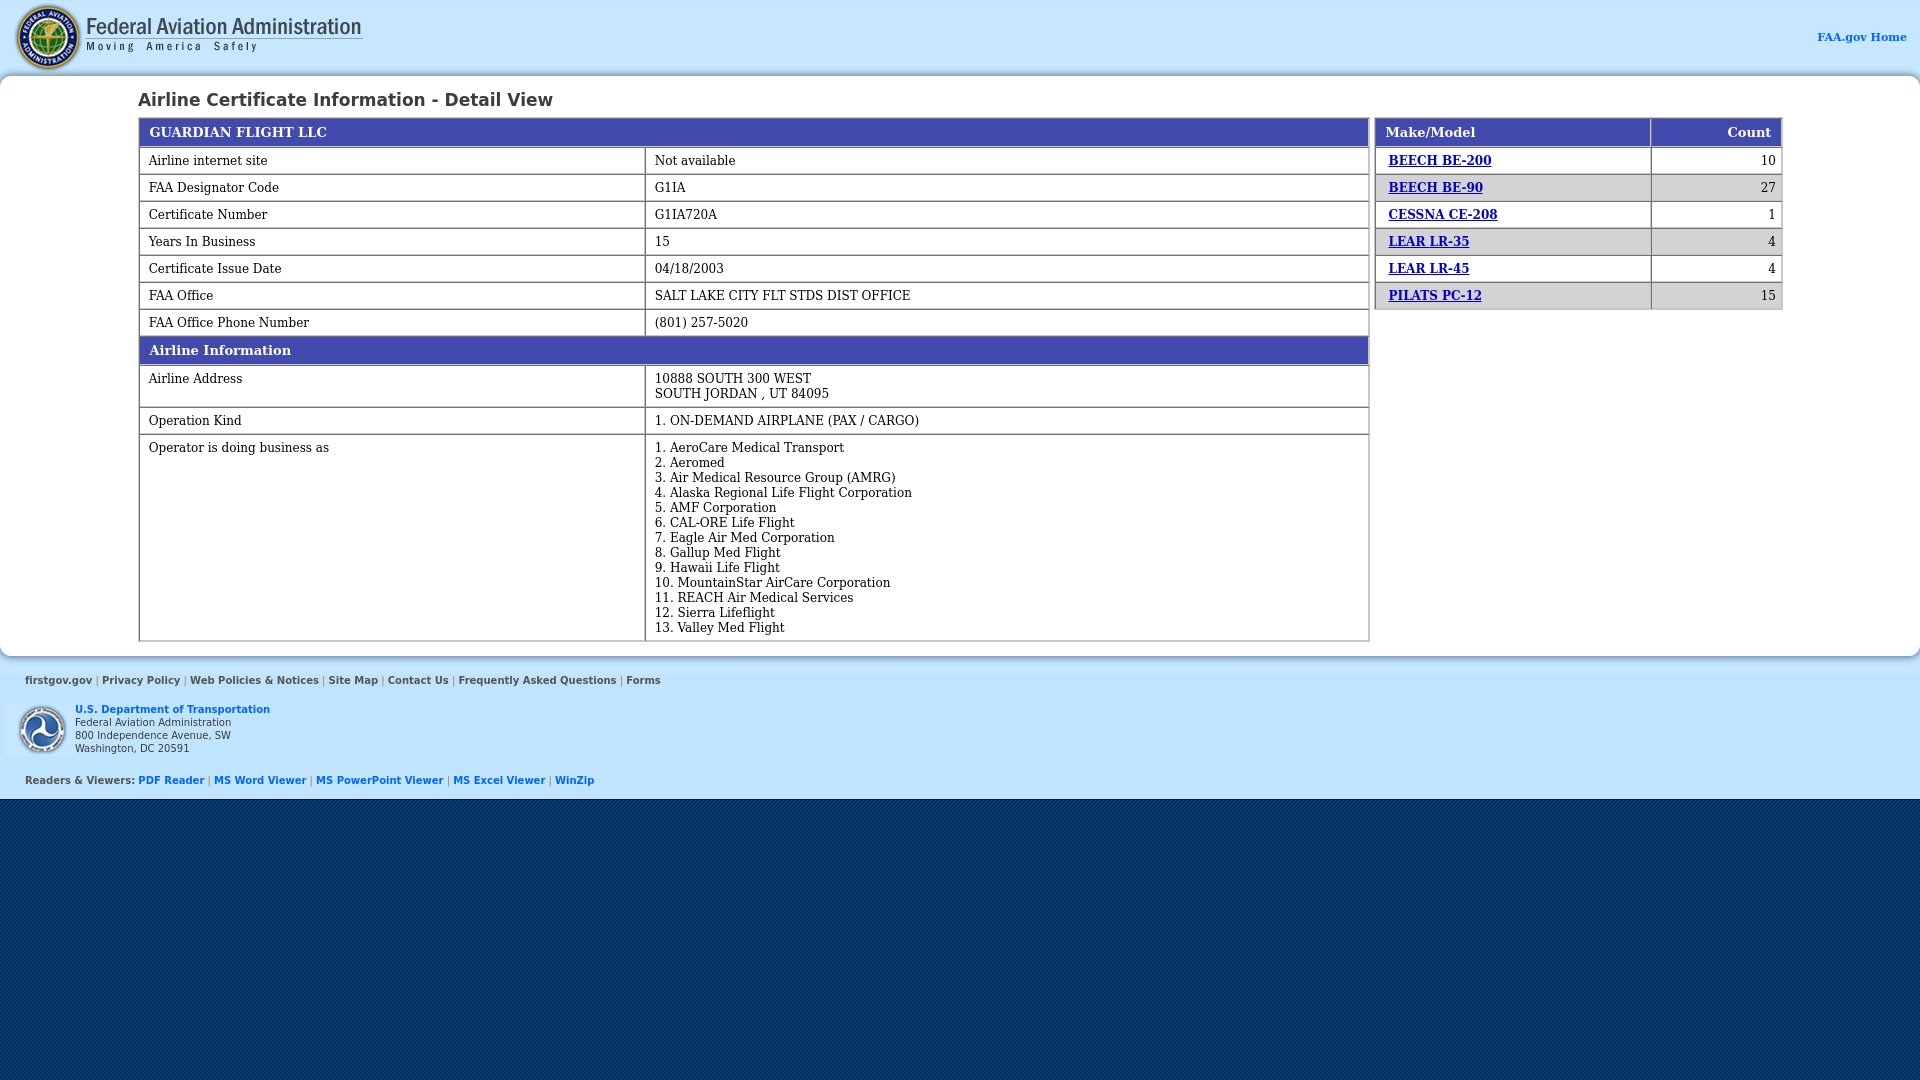 Federal Aviation Administration
Moving America Safely
FAA.gov Home
Airline Certificate Information - Detail View
GUARDIAN FLIGHT LLC
Airline internet site Not available
FAA Designator Code G1IA
Certificate Number G1IA720A
Years In Business 15
Certificate Issue Date 04/18/2003
FAA Office SALT LAKE CITY FLT STDS DIST OFFICE
FAA Office Phone Number (801) 257-5020
Airline Information
Airline Address 10888 SOUTH 300 WEST
SOUTH JORDAN , UT 84095
Operation Kind 1. ON-DEMAND AIRPLANE (PAX / CARGO)
Operator is doing business as 1. AeroCare Medical Transport
2. Aeromed
3. Air Medical Resource Group (AMRG)
4. Alaska Regional Life Flight Corporation
5. AMF Corporation
6. CAL-ORE Life Flight
7. Eagle Air Med Corporation
8. Gallup Med Flight
9. Hawaii Life Flight
10. MountainStar AirCare Corporation
11. REACH Air Medical Services
12. Sierra Lifeflight
13. Valley Med Flight
Make/Model Count
BEECH BE-200 10
BEECH BE-90 27
CESSNA CE-208 1
LEAR LR-35 4
LEAR LR-45 4
PILATS PC-12 15
firstgov.gov | Privacy Policy | Web Policies & Notices | Site Map | Contact Us | Frequently Asked Questions | Forms
U.S. Department of Transportation
Federal Aviation Administration
800 Independence Avenue, SW
Washington, DC 20591
Readers & Viewers: PDF Reader | MS Word Viewer | MS PowerPoint Viewer | MS Excel Viewer | WinZip